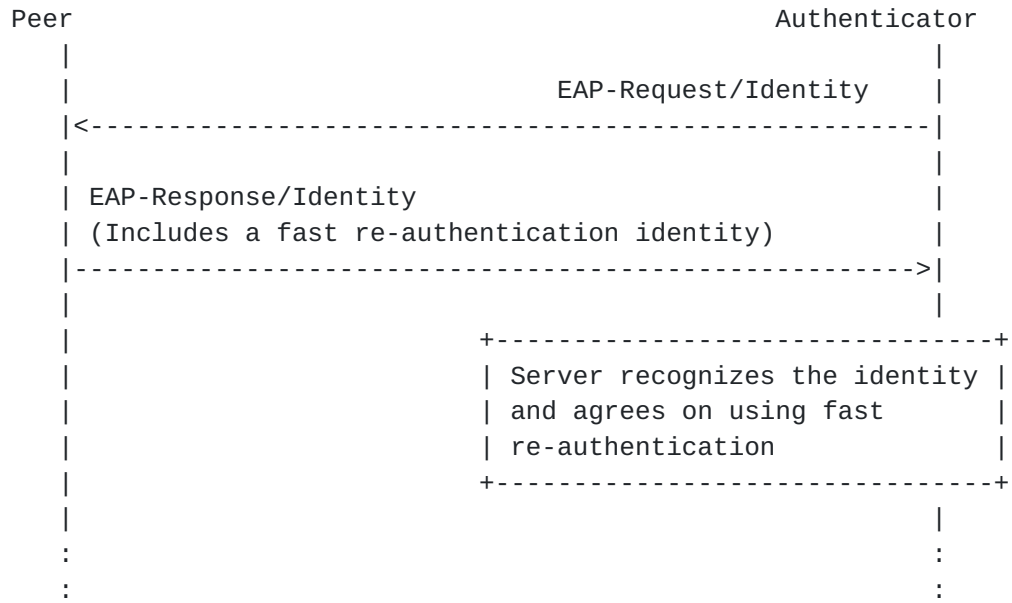 Peer Authenticator
EAP-Request/Identity
EAP-Response/Identity
(Includes a fast re-authentication identity)
Server recognizes the identity
and agrees on using fast
re-authentication